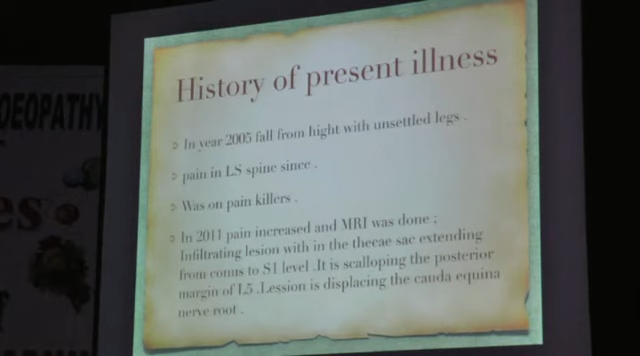 History of present illness
In year 2005 fall from hight with unsettled legs .
pain in LS spine since .
Was on pain killers .
In 2011 pain increased and MRI was done ;
Infiltrating lesion with in the thecae sac extending
from conus to S1 level .It is scalloping the posterior
margin of L5 .Lession is displacing the cauda equina
nerve root .
OEOPATHY
es